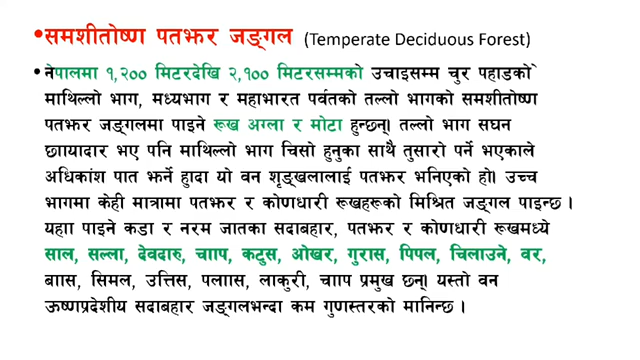 •समशीतोष्ण पतझर जङ्गल (Temperate Deciduous Forest)
• नेपालमा १,२०० मिटरदेखि २,१०० मिटरसम्मको उचाइसम्म चुर पहाडको
माथिल्लो भाग, मध्यभाग र महाभारत पर्वतको तल्लो भागको समशीतोष्ण
पतझर जङ्गलमा पाइने रूख अग्ला र मोटा हुन्छन्। तल्लो भाग सघन
छाायादार भए पनि माथिल्लो भाग चिसो हुनुका साथै तुसारो पर्ने भएकाले
अधिकांश पात झर्ने हुादा यो वन शृङ्खलालाई पतझर भनिएको हो। उच्च
भागमा केही मात्रामा पतझर र कोणधारी रूखहरूको मिश्रित जङ्गल पाइन्छ ।
यहाा पाइने कडा र नरम जातका सदाबहार, पतझर र कोणधारी रूखमध्ये
साल, सल्ला, देवदारु, चााप, कटुस, ओखर, गुरास, पिपल, चिलाउने, वर,
बाास, सिमल, उत्तिस, पलाास, लाकुरी, चााप प्रमुख छन्। यस्तो वन
ऊष्णप्रदेशीय सदाबहार जङ्गलभन्दा कम गुणस्तरको मानिन्छ ।